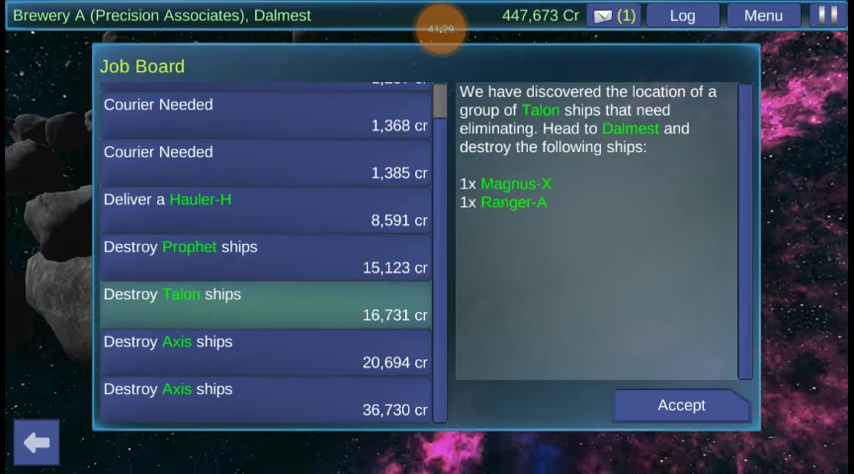 Brewery A (Precision Associates), Dalmest
447,673 Cr
(1)
Log
Menu
41:29
Job Board
Courier Needed
1,368 cr
Courier Needed
1,385 cr
Deliver a Hauler-H
8,591 cr
Destroy Prophet ships
15,123 cr
Destroy Talon ships
16,731 cr
Destroy Axis ships
20,694 cr
Destroy Axis ships
36,730 cr
We have discovered the location of a
group of Talon ships that need
eliminating. Head to Dalmest and
destroy the following ships:
1x Magnus-X
1x Ranger-A
Accept